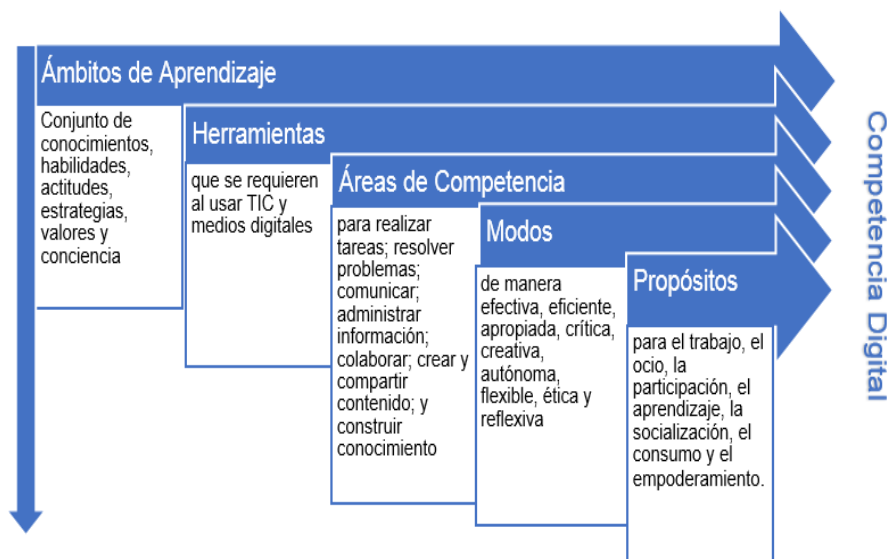 Ámbitos de Aprendizaje
Conjunto de
conocimientos,
habilidades,
actitudes,
estrategias,
valores y
conciencia
Herramientas
que se requieren
al usar TIC y
medios digitales
Áreas de Competencia
para realizar
tareas; resolver
problemas;
comunicar;
administrar
información;
colaborar; crear y
compartir
contenido; y
construir
conocimiento
Modos
de manera
efectiva, eficiente,
apropiada, crítica,
creativa,
autónoma,
flexible, ética y
reflexiva
Propósitos
para el trabajo, el
ocio, la
participación, el
aprendizaje, la
socialización, el
consumo y el
empoderamiento.
Competencia Digital